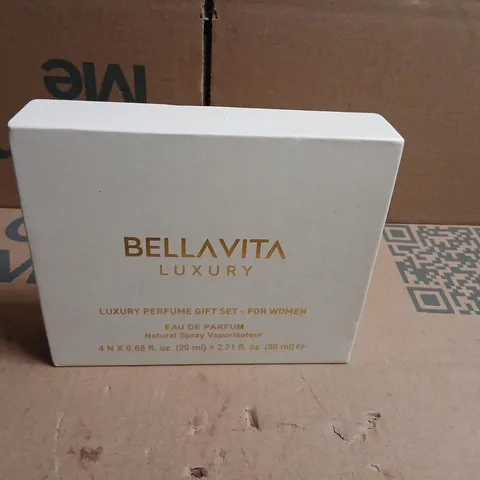 BELLAVITA
LUXURY
LUXURY PERFUME GIFT SET - FOR WOMEN
EAU DE PARFUM
Natural Spray Vaporisateur
4 N X 0.68 fl. oz. (20 ml) = 2.71 fl. oz. (80 ml) ℮
Me